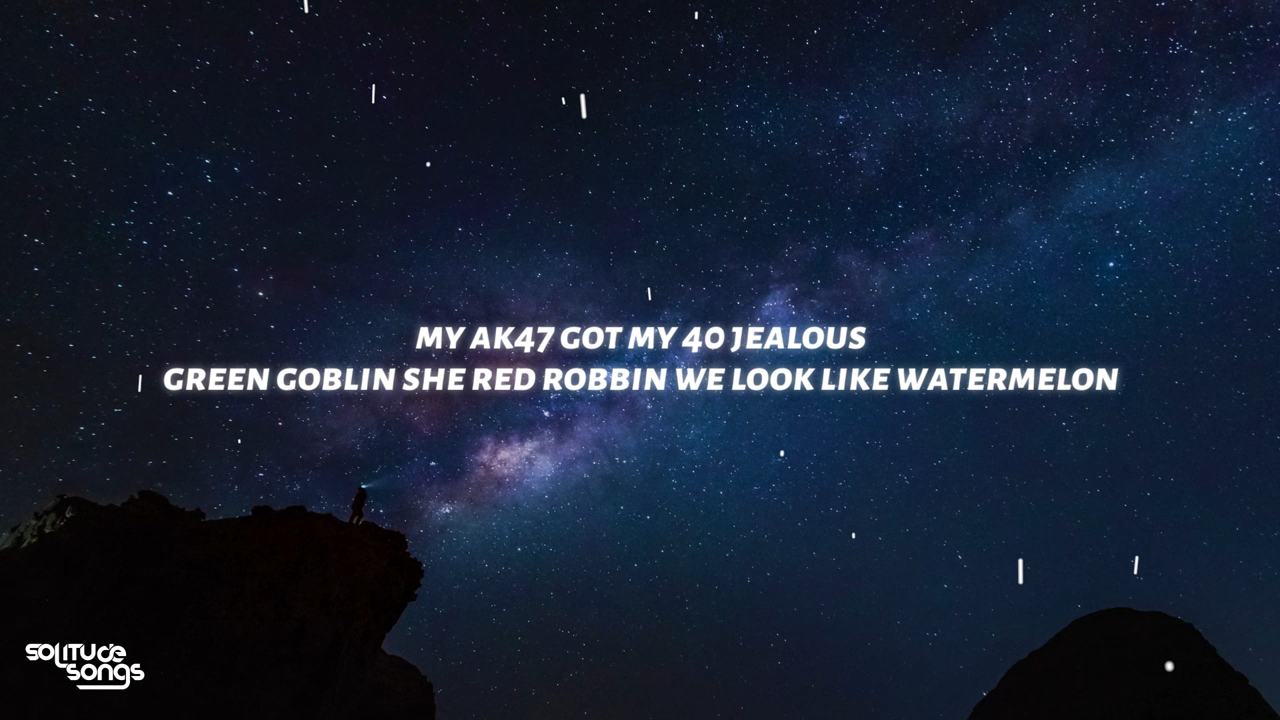 MY AK47 GOT MY 40 JEALOUS
GREEN GOBLIN SHE RED ROBBIN WE LOOK LIKE WATERMELON
SOLITUDE
SONGS